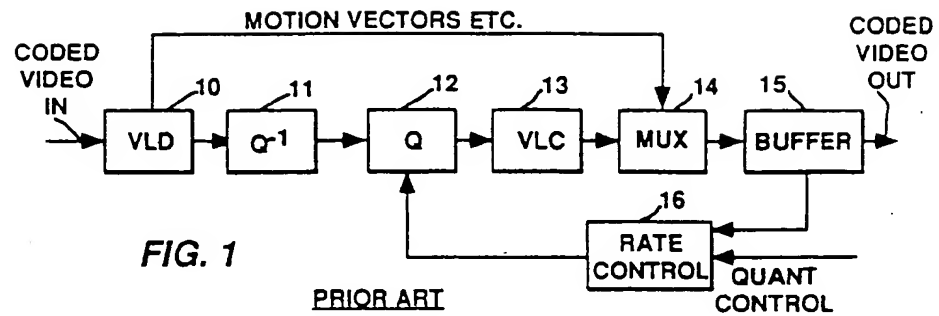 MOTION VECTORS ETC.
CODED
VIDEO
IN
CODED
VIDEO
OUT
10
11
12
13
14
15
VLD
Q-1
Q
VLC
MUX
BUFFER
16
RATE
CONTROL
QUANT
CONTROL
FIG. 1
PRIOR ART